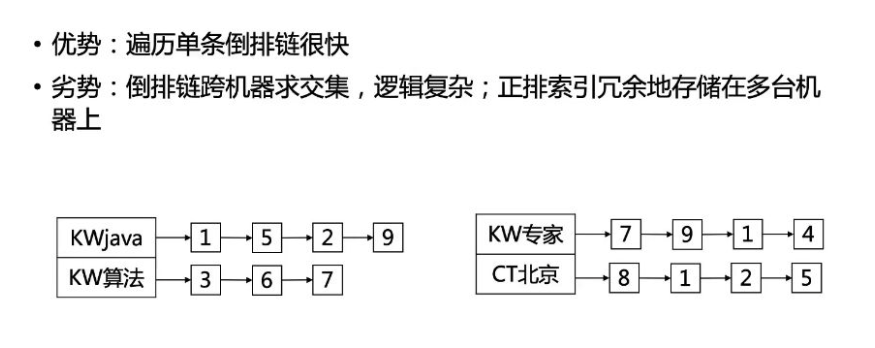 • 优势：遍历单条倒排链很快
• 劣势：倒排链跨机器求交集，逻辑复杂；正排索引冗余地存储在多台机
器上
KWjava 1 5 2 9
KW算法 3 6 7
KW专家 7 9 1 4
CT北京 8 1 2 5